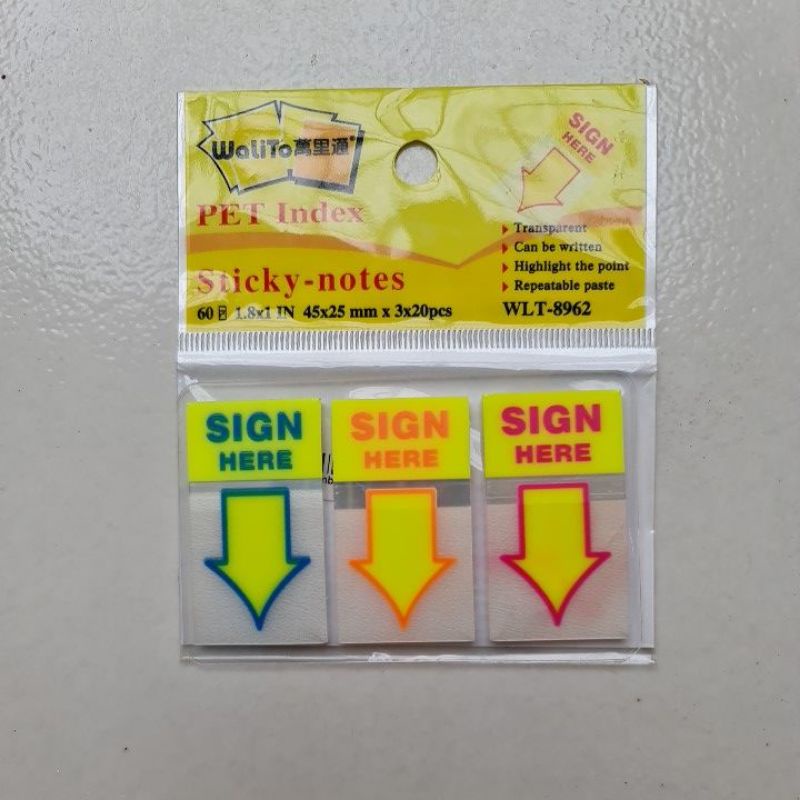 WaliTo萬里通®
SIGN
HERE
PET Index
Transparent
Can be written
Highlight the point
Repeatable paste
Sticky-notes
60 1.8x1 IN 45x25 mm x 3x20pcs
WLT-8962
SIGN
HERE
SIGN
HERE
SIGN
HERE